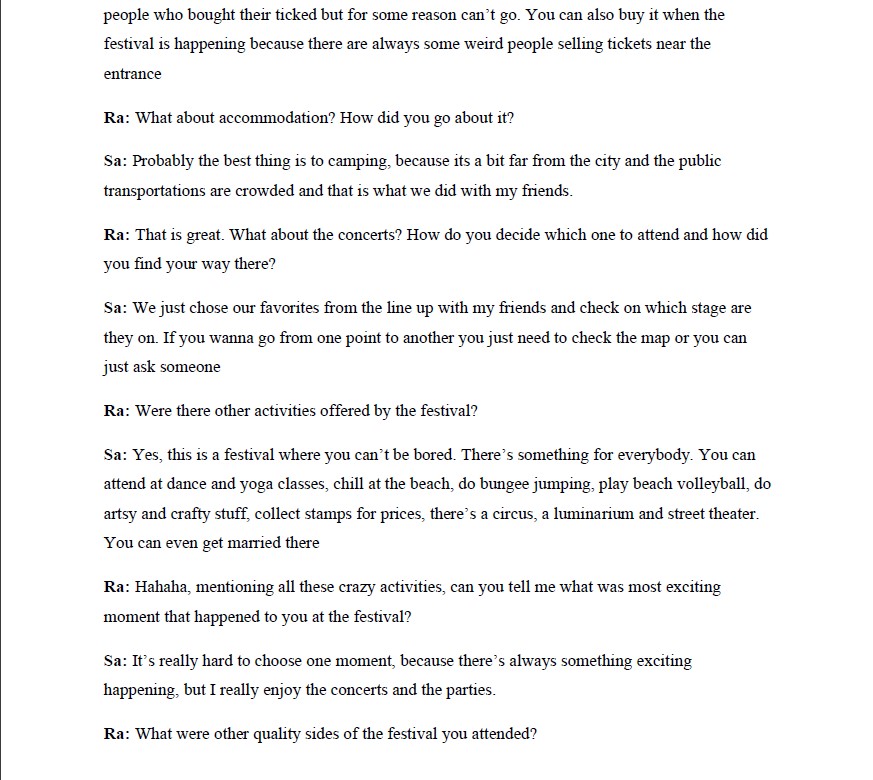 people who bought their ticked but for some reason can’t go. You can also buy it when the
festival is happening because there are always some weird people selling tickets near the
entrance
Ra: What about accommodation? How did you go about it?
Sa: Probably the best thing is to camping, because its a bit far from the city and the public
transportations are crowded and that is what we did with my friends.
Ra: That is great. What about the concerts? How do you decide which one to attend and how did
you find your way there?
Sa: We just chose our favorites from the line up with my friends and check on which stage are
they on. If you wanna go from one point to another you just need to check the map or you can
just ask someone
Ra: Were there other activities offered by the festival?
Sa: Yes, this is a festival where you can’t be bored. There’s something for everybody. You can
attend at dance and yoga classes, chill at the beach, do bungee jumping, play beach volleyball, do
artsy and crafty stuff, collect stamps for prices, there’s a circus, a luminarium and street theater.
You can even get married there
Ra: Hahaha, mentioning all these crazy activities, can you tell me what was most exciting
moment that happened to you at the festival?
Sa: It’s really hard to choose one moment, because there’s always something exciting
happening, but I really enjoy the concerts and the parties.
Ra: What were other quality sides of the festival you attended?